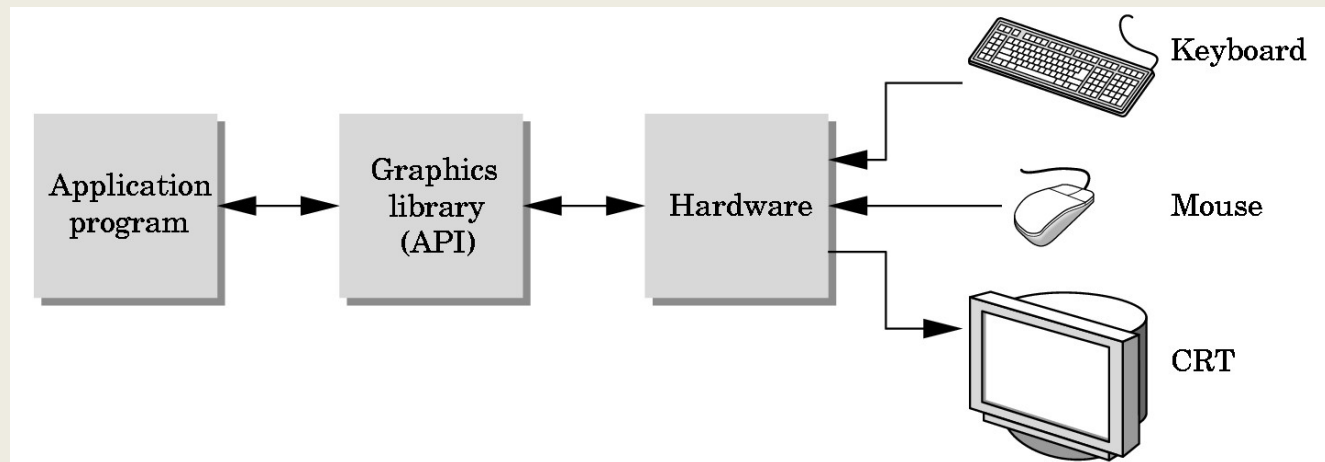 Application
program
Graphics
library
(API)
Hardware
Keyboard
Mouse
CRT